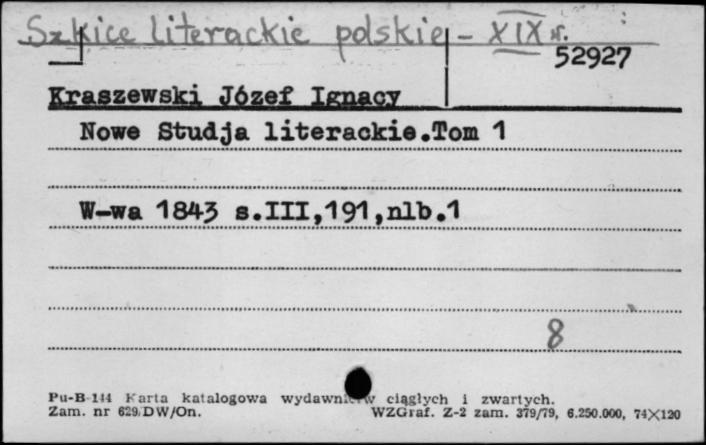 Szkice literackie polskie - XIX w.
52927
Kraszewski Józef Ignacy
Nowe Studja literackie.Tom 1
W-wa 1843 s.III,191,nlb.1
8
Pu-B-144 Karta katalogowa wydawnictw ciągłych i zwartych.
Zam. nr 629/DW/On. WZGraf. Z-2 zam. 379/79, 6.250.000, 74×120